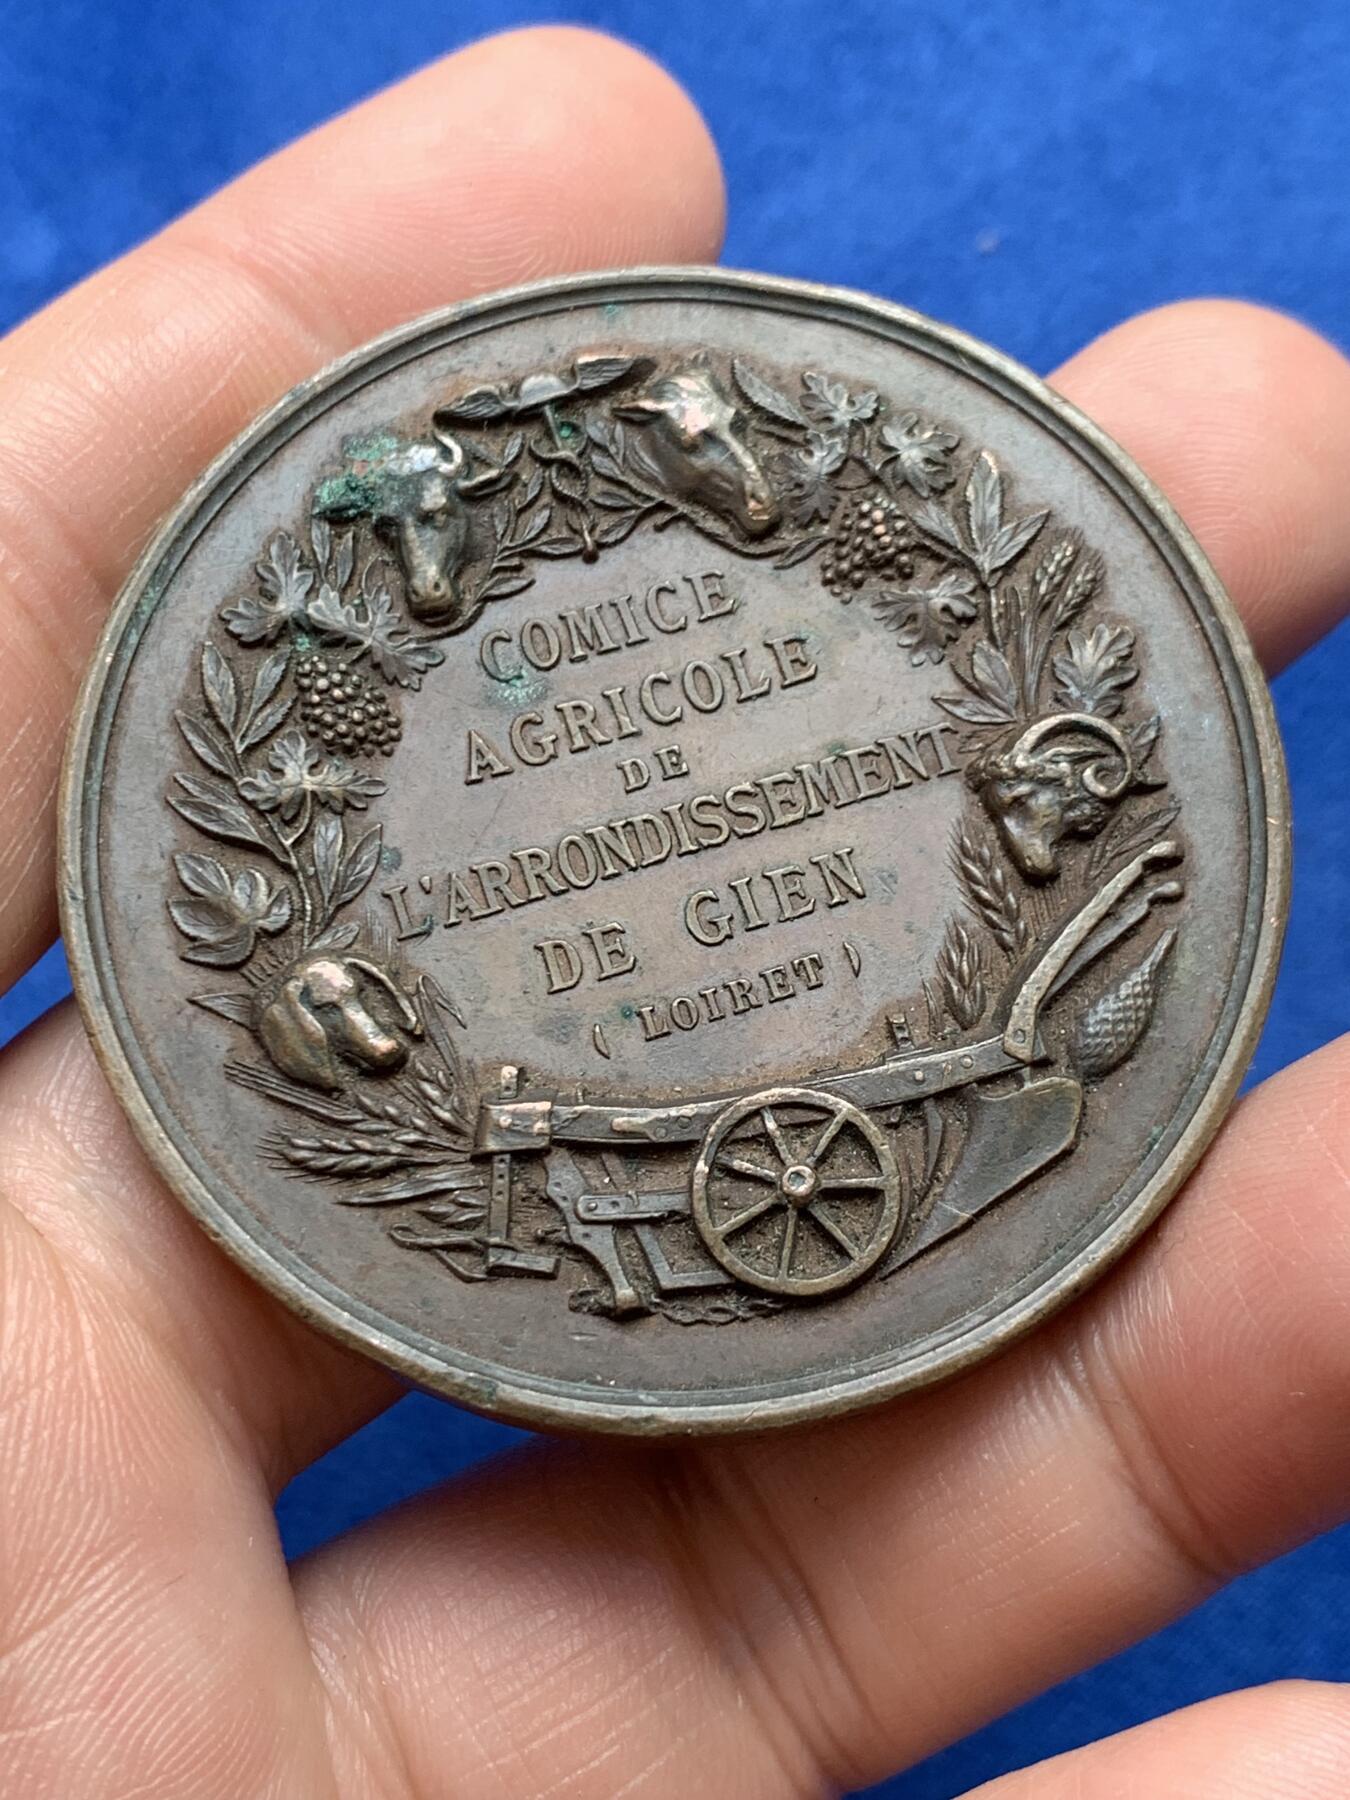 COMICE
AGRICOLE
DE
L'ARRONDISSEMENT
DE GIEN
(LOIRET)